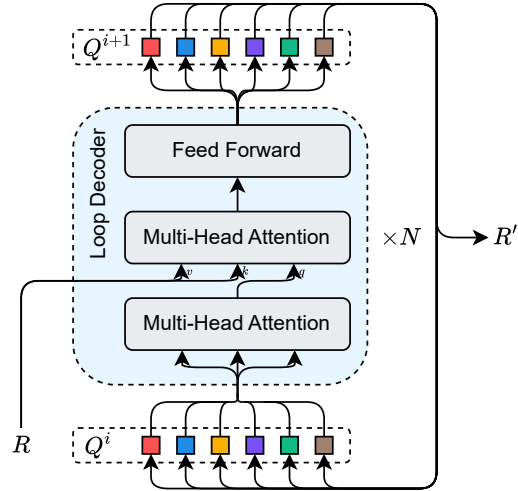 Q^{i+1}
Loop Decoder
Feed Forward
Multi-Head Attention
×N
R′
v k q
Multi-Head Attention
R
Q^i